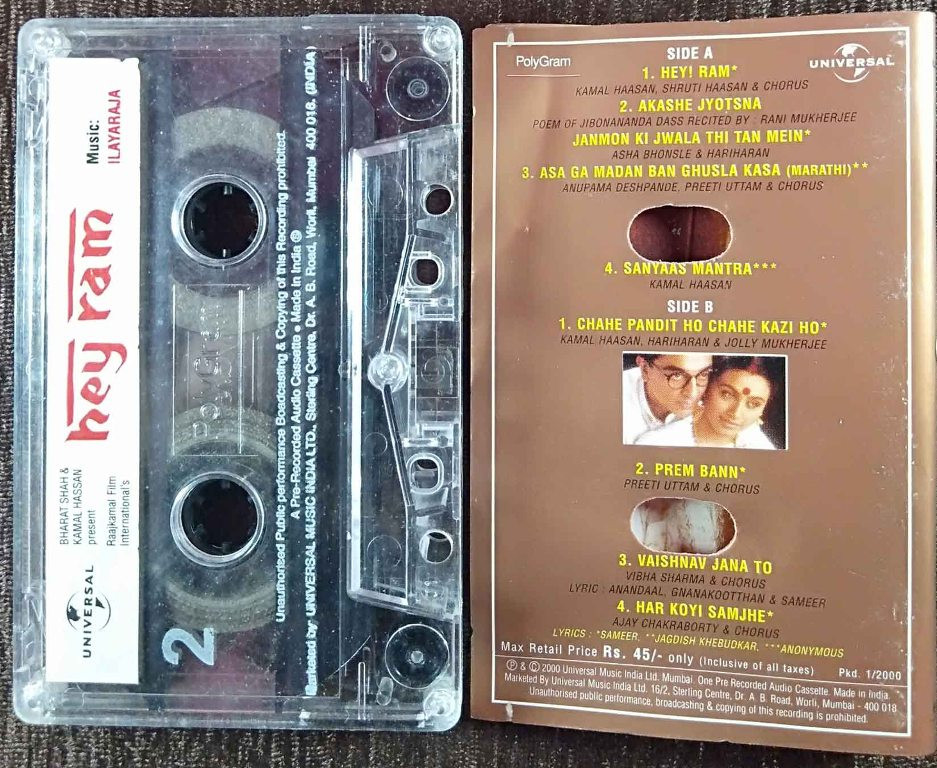 BHARAT SHAH &
KAMAL HASSAN
present
Raajkamal Film
International's
hey ram
Music:
ILAYARAJA
UNIVERSAL
2
PolyGram
Unauthorised Public performance Broadcasting & Copying of this Recording prohibited.
A Pre-Recorded Audio Cassette ● Made in India Ⓟ
Marketed by UNIVERSAL MUSIC INDIA LTD., Sterling Centre, Dr. A. B. Road, Worli, Mumbai 400 018. (INDIA)
PolyGram
UNIVERSAL
SIDE A
1. HEY! RAM*
KAMAL HAASAN, SHRUTI HAASAN & CHORUS
2. AKASHE JYOTSNA
POEM OF JIBONANANDA DASS RECITED BY : RANI MUKHERJEE
JANMON KI JWALA THI TAN MEIN*
ASHA BHONSLE & HARIHARAN
3. ASA GA MADAN BAN GHUSLA KASA (MARATHI)**
ANUPAMA DESHPANDE, PREETI UTTAM & CHORUS
4. SANYAAS MANTRA***
KAMAL HAASAN
SIDE B
1. CHAHE PANDIT HO CHAHE KAZI HO*
KAMAL HAASAN, HARIHARAN & JOLLY MUKHERJEE
2. PREM BANN*
PREETI UTTAM & CHORUS
3. VAISHNAV JANA TO
VIBHA SHARMA & CHORUS
LYRIC : ANANDAAL, GNANAKOOTTHAN & SAMEER
4. HAR KOYI SAMJHE*
AJAY CHAKRABORTY & CHORUS
LYRICS : *SAMEER, **JAGDISH KHEBUDKAR, ***ANONYMOUS
Max Retail Price Rs. 45/- only (Inclusive of all taxes) Pkd. 1/2000
Ⓟ & © 2000 Universal Music India Ltd. Mumbai. One Pre Recorded Audio Cassette. Made in India.
Marketed By Universal Music India Ltd. 16/2, Sterling Centre, Dr. A. B. Road, Worli, Mumbai - 400 018
Unauthorised public performance, broadcasting & copying of this recording is prohibited.